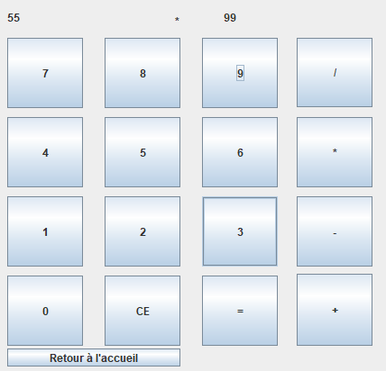 55 * 99
7 8 9 /
4 5 6 *
1 2 3 -
0 CE = +
Retour à l'accueil